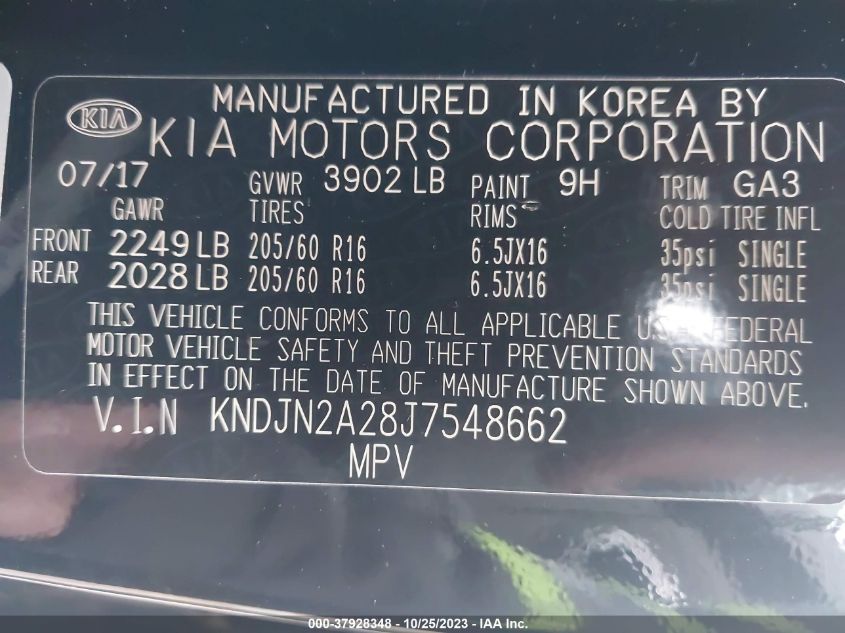 MANUFACTURED IN KOREA BY
KIA KIA MOTORS CORPORATION
07/17 GVWR 3902 LB PAINT 9H TRIM GA3
GAWR TIRES RIMS COLD TIRE INFL
FRONT 2249 LB 205/60 R16 6.5JX16 35psi SINGLE
REAR 2028 LB 205/60 R16 6.5JX16 35psi SINGLE
THIS VEHICLE CONFORMS TO ALL APPLICABLE U.S. FEDERAL
MOTOR VEHICLE SAFETY AND THEFT PREVENTION STANDARDS
IN EFFECT ON THE DATE OF MANUFACTURE SHOWN ABOVE.
V.I.N KNDJN2A28J7548662
MPV
000-37928348 - 10/25/2023 - IAA Inc.